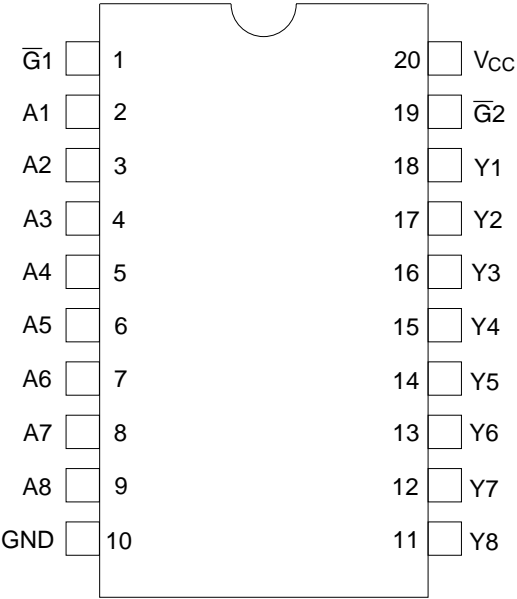 G̅1 1 20 VCC
A1 2 19 G̅2
A2 3 18 Y1
A3 4 17 Y2
A4 5 16 Y3
A5 6 15 Y4
A6 7 14 Y5
A7 8 13 Y6
A8 9 12 Y7
GND 10 11 Y8